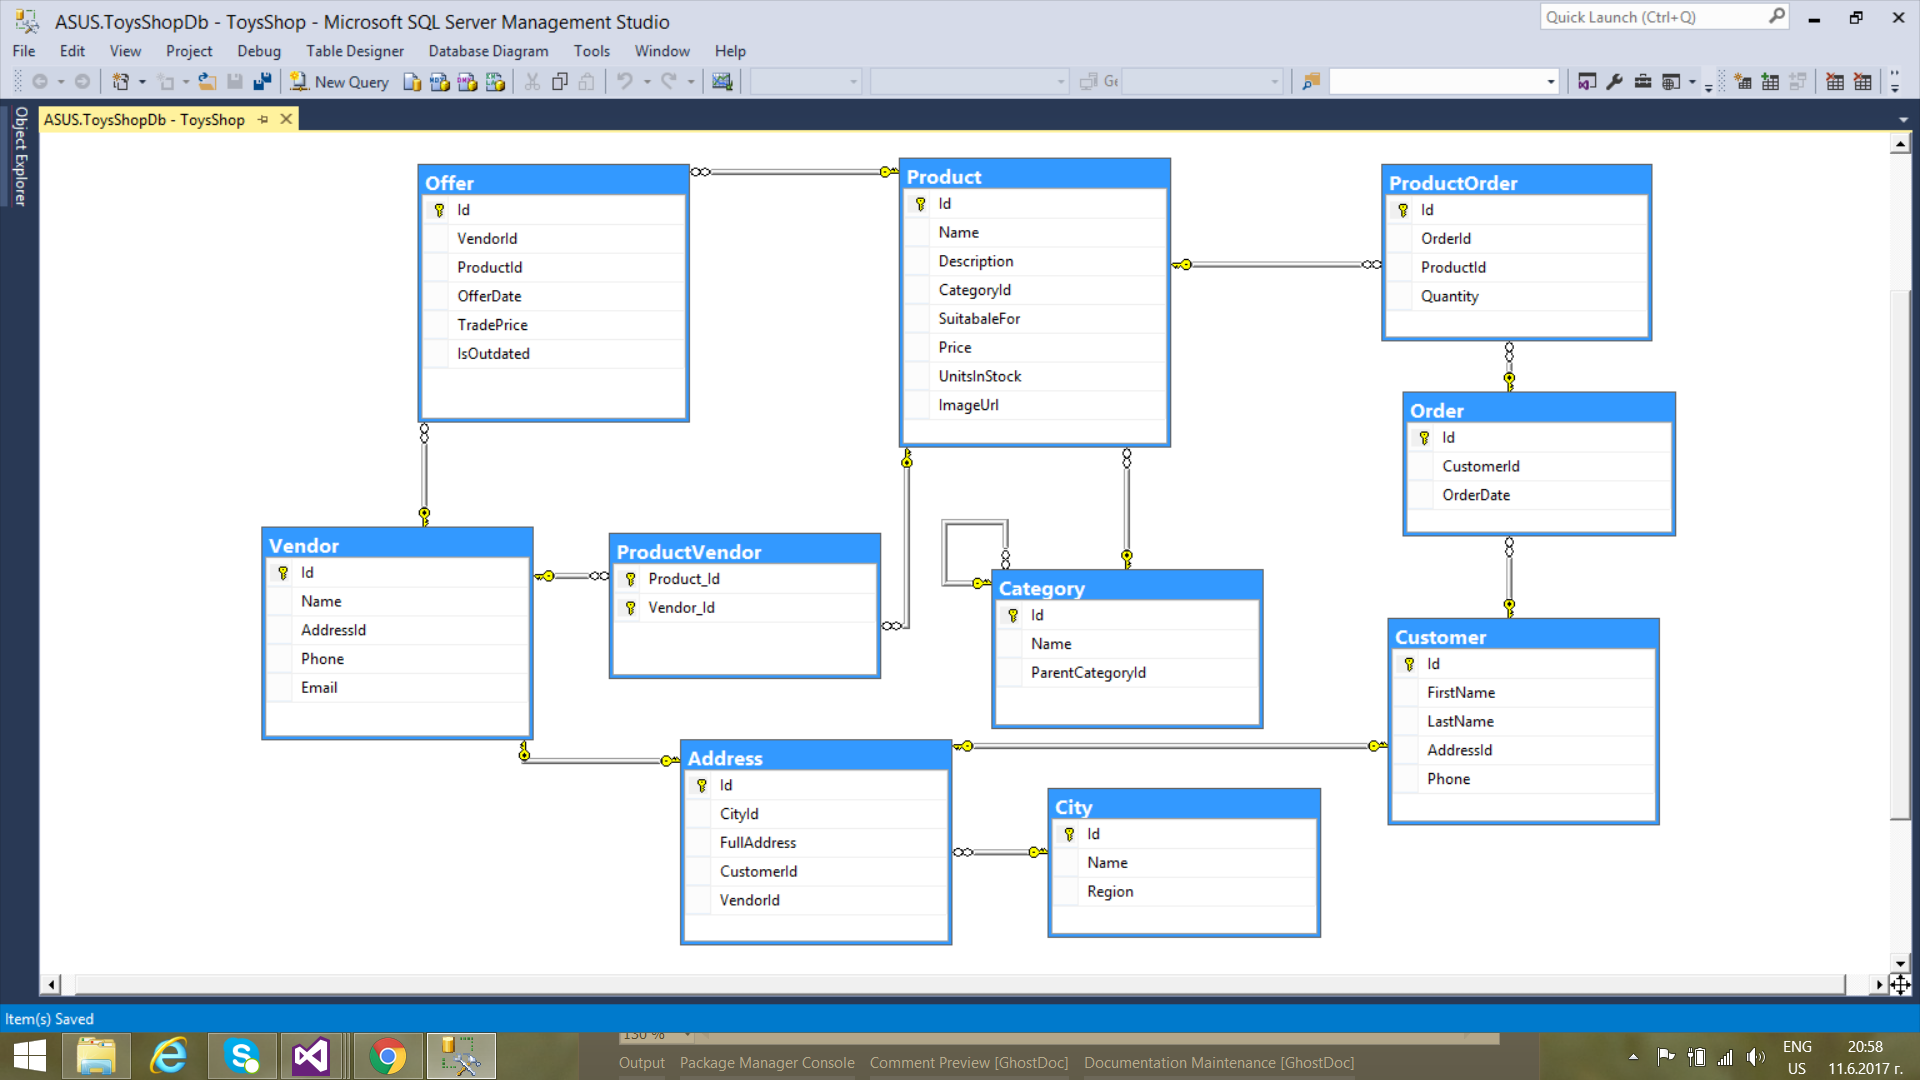 ASUS.ToysShopDb - ToysShop - Microsoft SQL Server Management Studio
Quick Launch (Ctrl+Q)
File Edit View Project Debug Table Designer Database Diagram Tools Window Help
New Query
Object Explorer
ASUS.ToysShopDb - ToysShop
Offer
Id
VendorId
ProductId
OfferDate
TradePrice
IsOutdated
Product
Id
Name
Description
CategoryId
SuitabaleFor
Price
UnitsInStock
ImageUrl
ProductOrder
Id
OrderId
ProductId
Quantity
Order
Id
CustomerId
OrderDate
Vendor
Id
Name
AddressId
Phone
Email
ProductVendor
Product_Id
Vendor_Id
Category
Id
Name
ParentCategoryId
Customer
Id
FirstName
LastName
AddressId
Phone
Address
Id
CityId
FullAddress
CustomerId
VendorId
City
Id
Name
Region
Item(s) Saved
130 %
Output Package Manager Console Comment Preview [GhostDoc] Documentation Maintenance [GhostDoc]
ENG
US
20:58
11.6.2017 г.